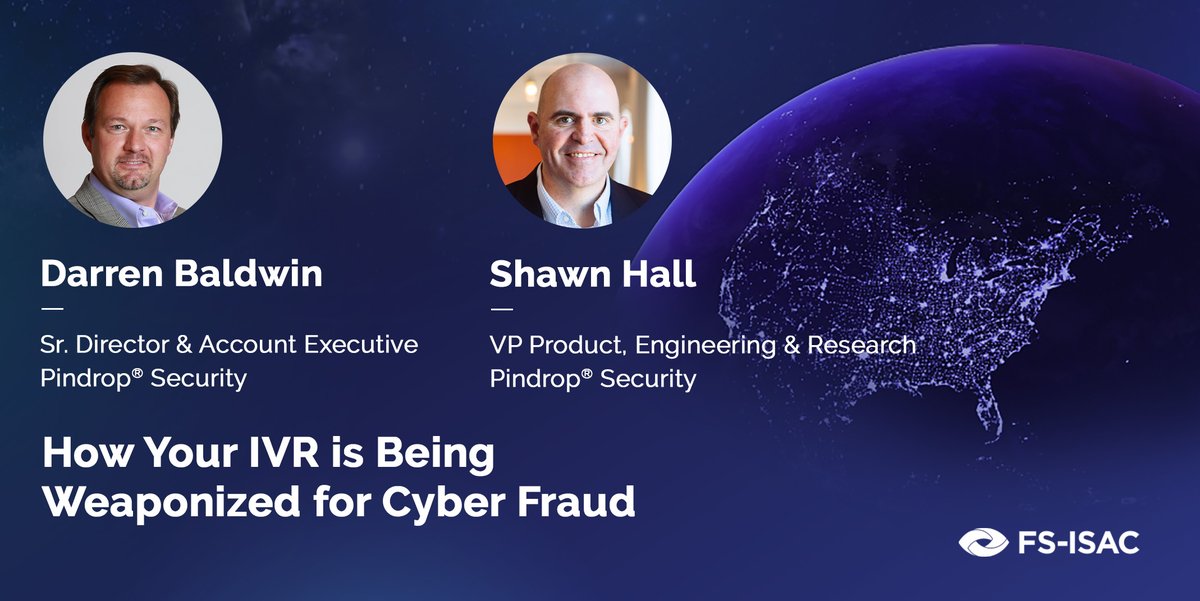 Darren Baldwin
Sr. Director & Account Executive
Pindrop® Security
Shawn Hall
VP Product, Engineering & Research
Pindrop® Security
How Your IVR is Being
Weaponized for Cyber Fraud
FS-ISAC